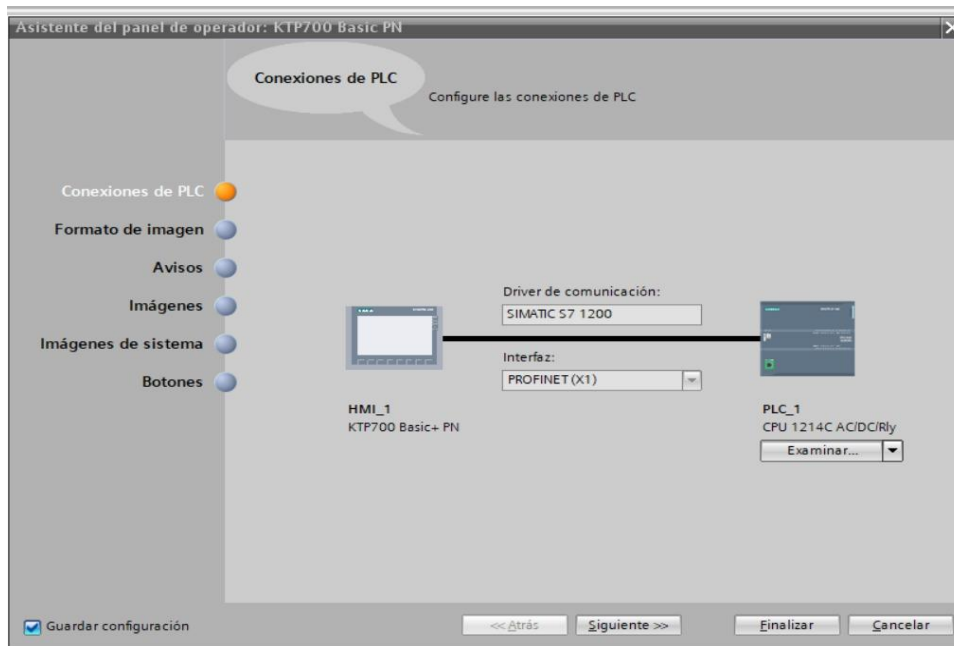 Asistente del panel de operador: KTP700 Basic PN
Conexiones de PLC
Configure las conexiones de PLC
Conexiones de PLC
Formato de imagen
Avisos
Imágenes
Imágenes de sistema
Botones
Driver de comunicación:
SIMATIC S7 1200
Interfaz:
PROFINET (X1)
HMI_1
KTP700 Basic+ PN
PLC_1
CPU 1214C AC/DC/Rly
Examinar...
Guardar configuración
<< Atrás
Siguiente >>
Finalizar
Cancelar